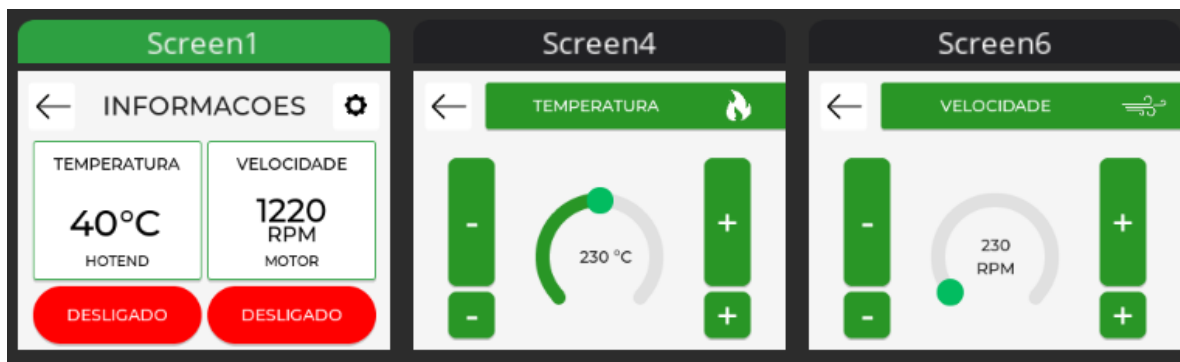 Screen1
INFORMACOES
TEMPERATURA
40°C
HOTEND
VELOCIDADE
1220
RPM
MOTOR
DESLIGADO
DESLIGADO
Screen4
TEMPERATURA
-
+
230 °C
-
+
Screen6
VELOCIDADE
-
+
230
RPM
-
+